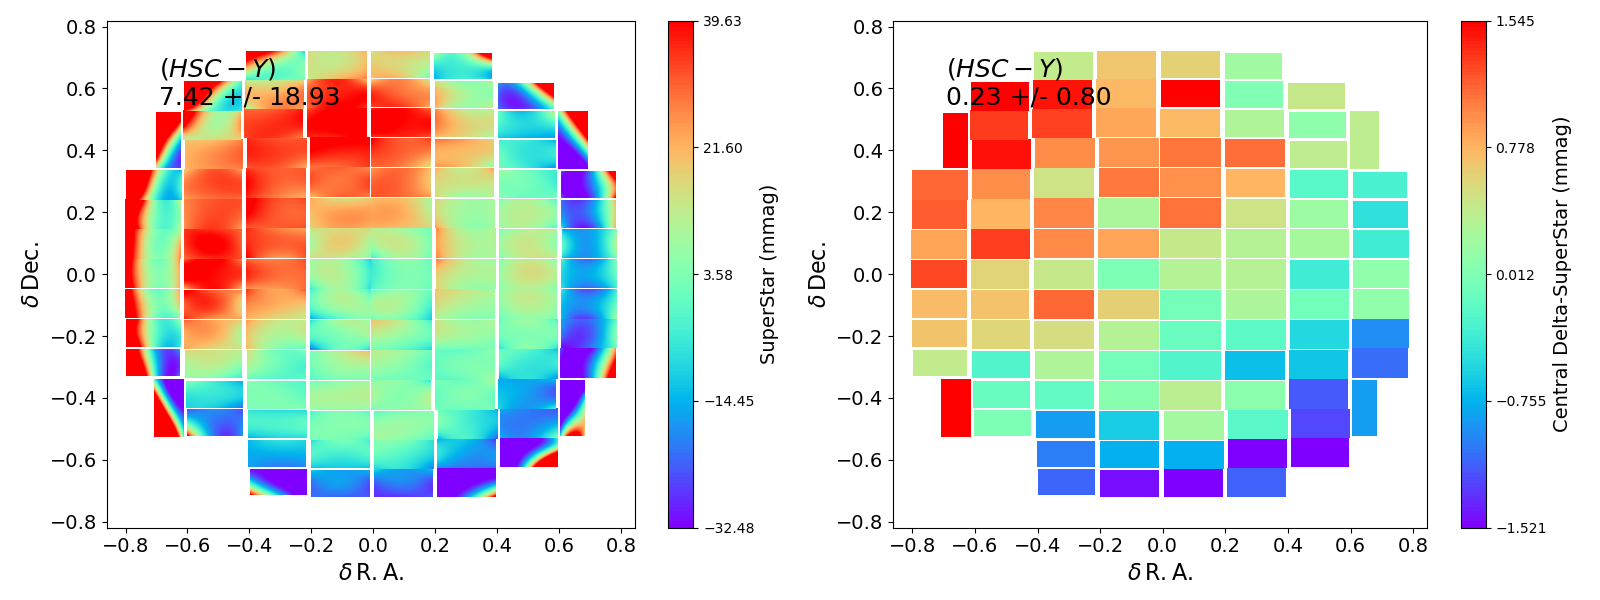 (HSC − Y)
7.42 +/- 18.93
0.8
0.6
0.4
0.2
0.0
−0.2
−0.4
−0.6
−0.8
δ Dec.
−0.8 −0.6 −0.4 −0.2 0.0 0.2 0.4 0.6 0.8
δ R. A.
39.63
21.60
3.58
−14.45
−32.48
SuperStar (mmag)
(HSC − Y)
0.23 +/- 0.80
0.8
0.6
0.4
0.2
0.0
−0.2
−0.4
−0.6
−0.8
δ Dec.
−0.8 −0.6 −0.4 −0.2 0.0 0.2 0.4 0.6 0.8
δ R. A.
1.545
0.778
0.012
−0.755
−1.521
Central Delta-SuperStar (mmag)